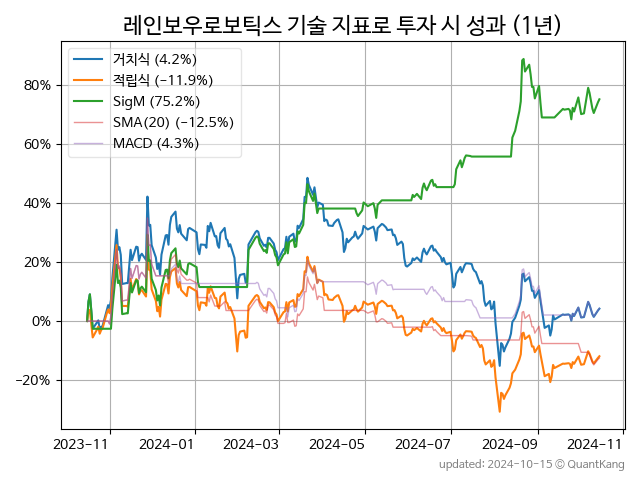 레인보우로보틱스 기술 지표로 투자 시 성과 (1년)
거치식 (4.2%)
적립식 (−11.9%)
SigM (75.2%)
SMA(20) (−12.5%)
MACD (4.3%)
80%
60%
40%
20%
0%
−20%
2023-11 2024-01 2024-03 2024-05 2024-07 2024-09 2024-11
updated: 2024-10-15 © QuantKang